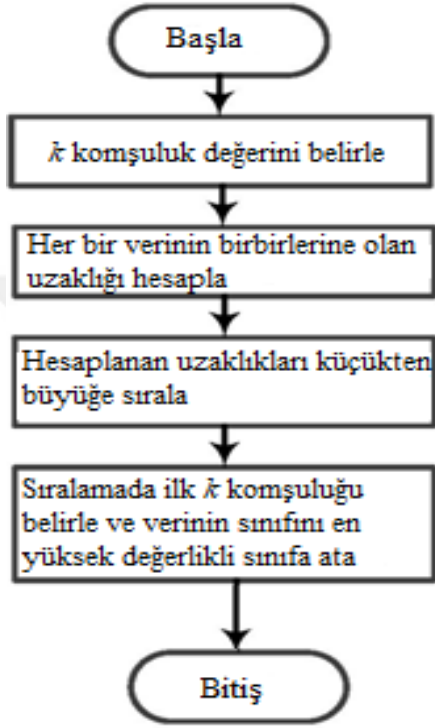 Başla
k komşuluk değerini belirle
Her bir verinin birbirlerine olan
uzaklığı hesapla
Hesaplanan uzaklıkları küçükten
büyüğe sırala
Sıralamada ilk k komşuluğu
belirle ve verinin sınıfını en
yüksek değerlikli sınıfa ata
Bitiş